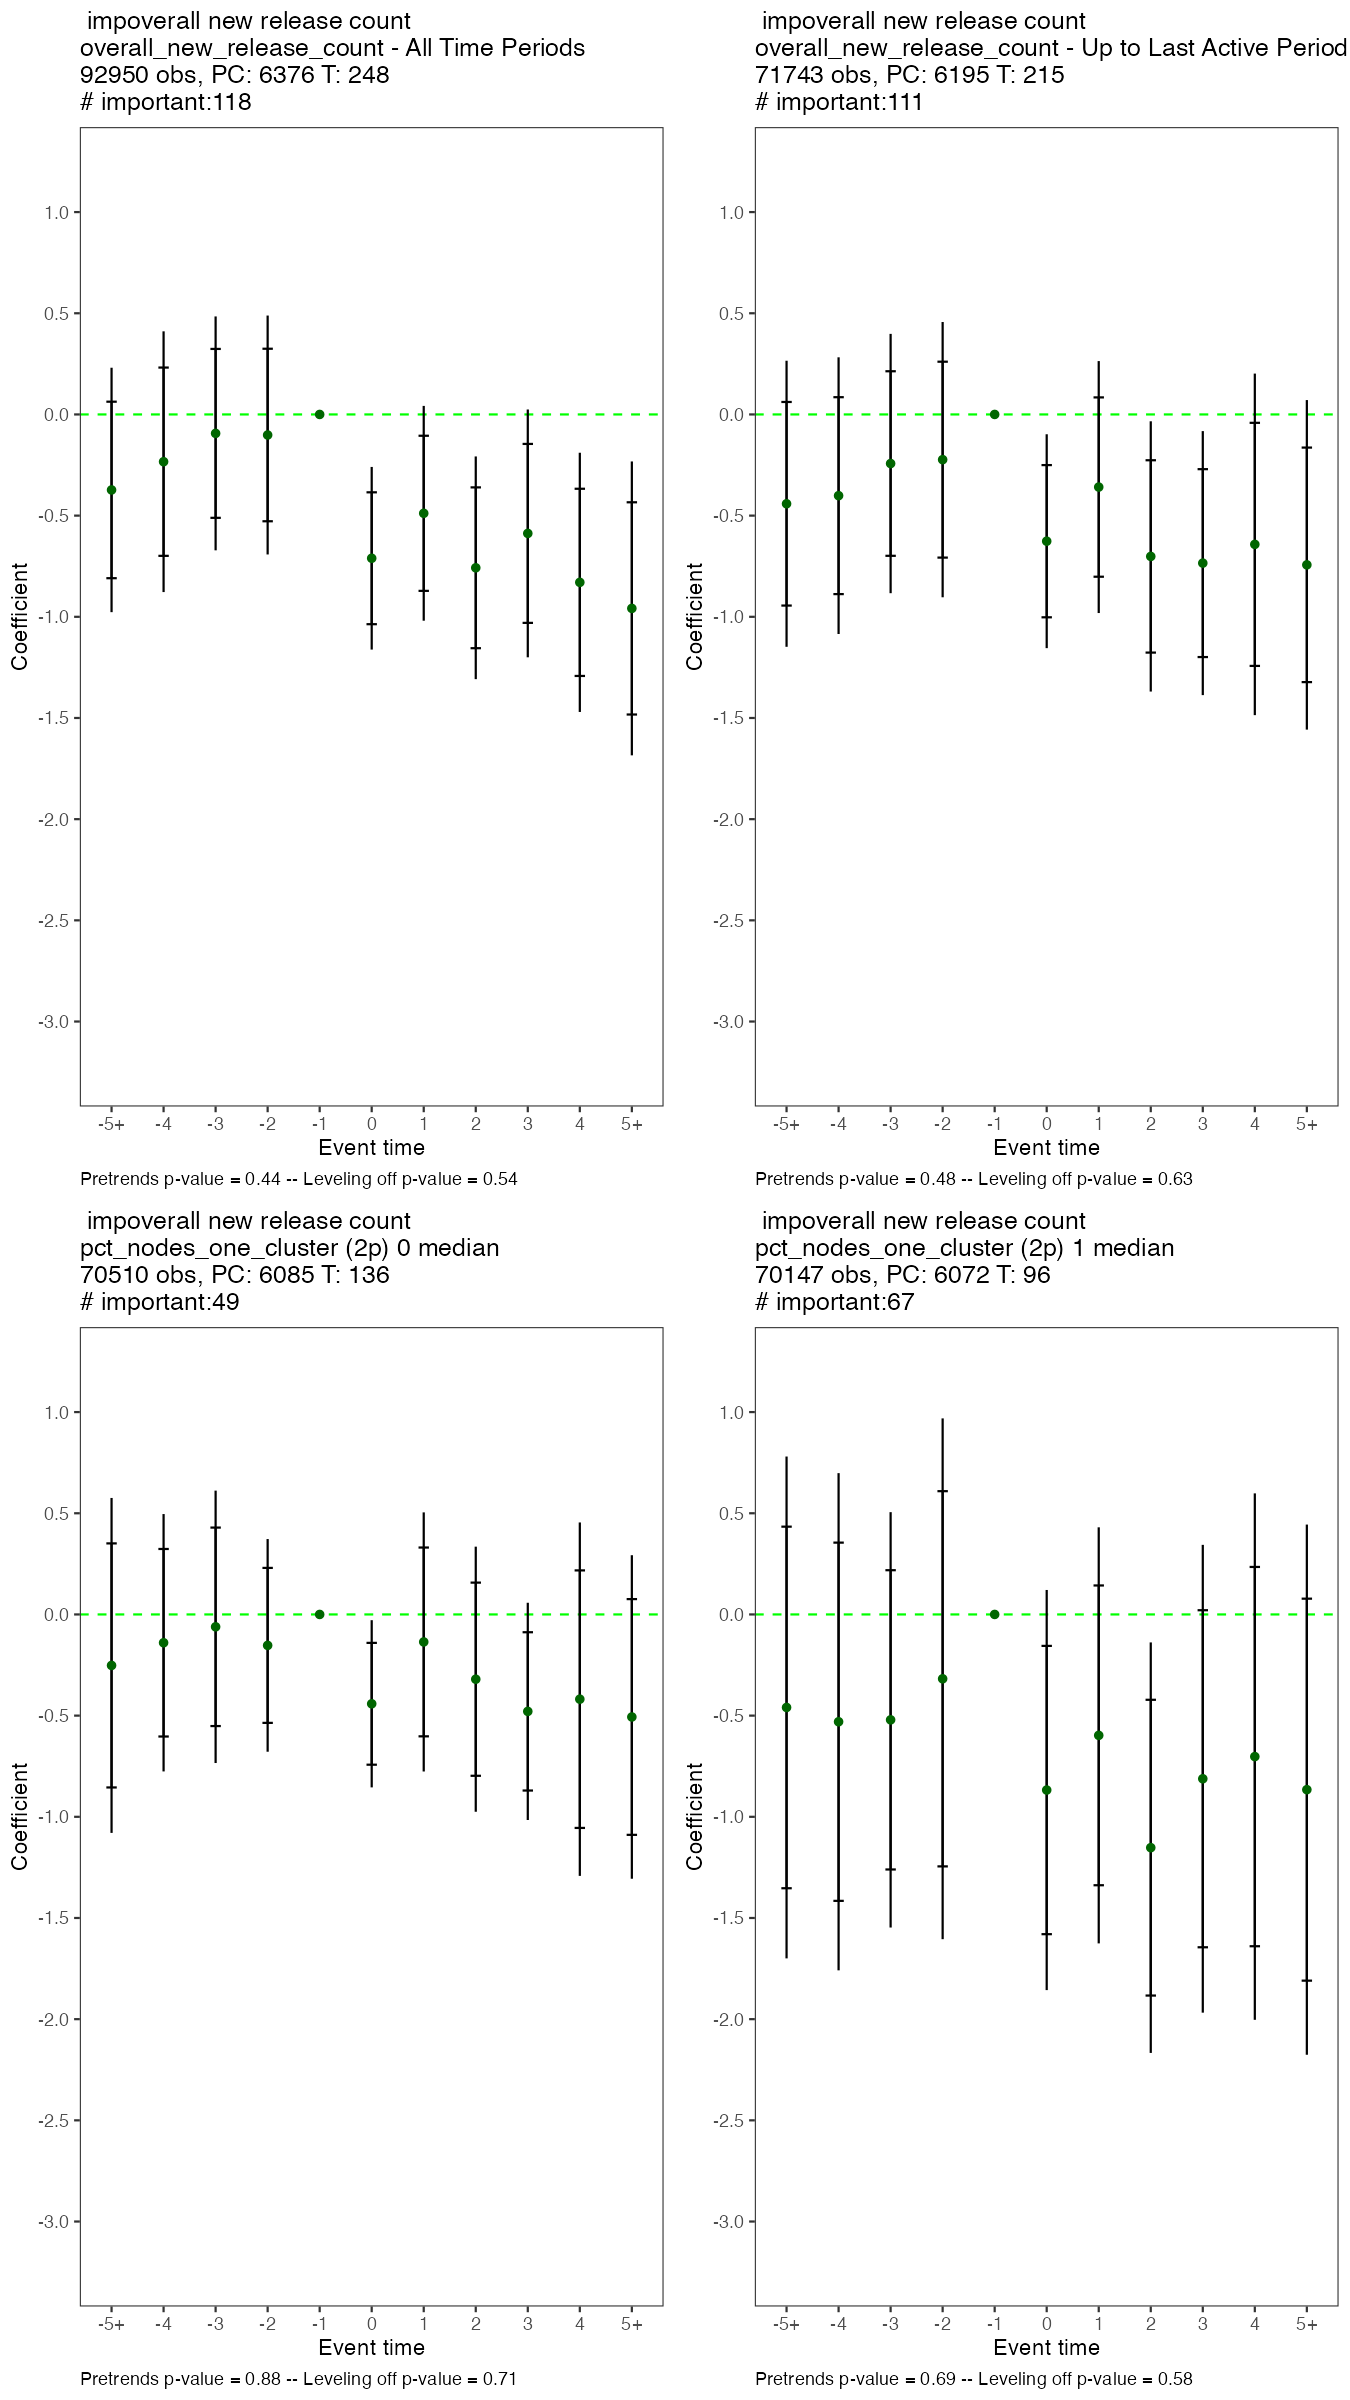 impoverall new release count
overall_new_release_count - All Time Periods
92950 obs, PC: 6376 T: 248
# important:118
Coefficient
1.0
0.5
0.0
-0.5
-1.0
-1.5
-2.0
-2.5
-3.0
-5+ -4 -3 -2 -1 0 1 2 3 4 5+
Event time
Pretrends p-value = 0.44 -- Leveling off p-value = 0.54
impoverall new release count
overall_new_release_count - Up to Last Active Period
71743 obs, PC: 6195 T: 215
# important:111
Coefficient
1.0
0.5
0.0
-0.5
-1.0
-1.5
-2.0
-2.5
-3.0
-5+ -4 -3 -2 -1 0 1 2 3 4 5+
Event time
Pretrends p-value = 0.48 -- Leveling off p-value = 0.63
impoverall new release count
pct_nodes_one_cluster (2p) 0 median
70510 obs, PC: 6085 T: 136
# important:49
Coefficient
1.0
0.5
0.0
-0.5
-1.0
-1.5
-2.0
-2.5
-3.0
-5+ -4 -3 -2 -1 0 1 2 3 4 5+
Event time
Pretrends p-value = 0.88 -- Leveling off p-value = 0.71
impoverall new release count
pct_nodes_one_cluster (2p) 1 median
70147 obs, PC: 6072 T: 96
# important:67
Coefficient
1.0
0.5
0.0
-0.5
-1.0
-1.5
-2.0
-2.5
-3.0
-5+ -4 -3 -2 -1 0 1 2 3 4 5+
Event time
Pretrends p-value = 0.69 -- Leveling off p-value = 0.58